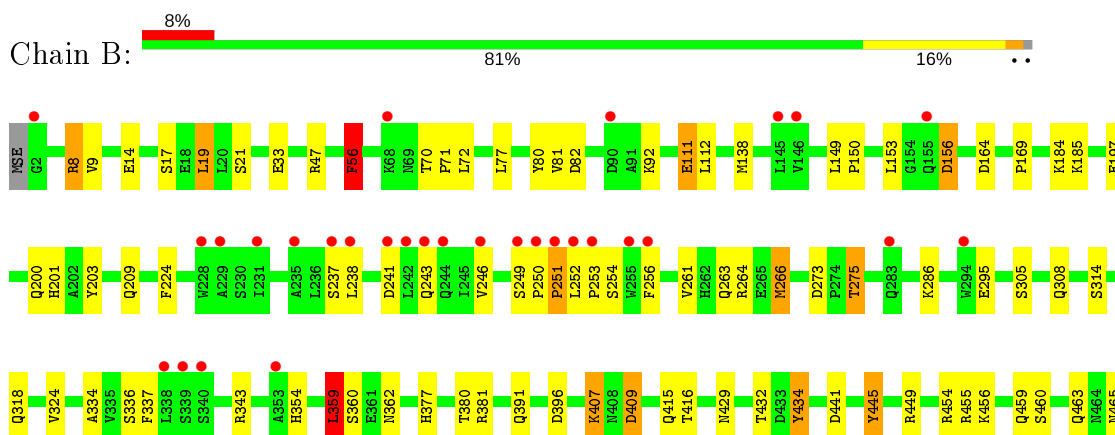 8%
Chain B:
81% 16% . .
MSE G2 R8 V9 E14 S17 E18 L19 L20 S21 E33 R47 F56 K68 N69 T70 P71 L72 L77 Y80 V81 D82 D90 A91 K92 E111 L112 M138 L145 V146 L149 P150 L153 G154 Q155 D156 D164 P169 K184 K185
Q200 H201 A202 Y203 Q209 F224 W228 A229 S230 I231 A235 L236 S237 L238 D241 L242 Q243 Q244 I245 V246 S249 P250 P251 L252 P253 S254 W255 F256 V261 H262 Q263 R264 E265 M266 D273 P274 T275 Q283 K286 W294 E295 S305 Q308 S314
Q318 V324 A334 V335 S336 F337 L338 S339 S340 R343 A353 H354 L359 S360 E361 N362 H377 T380 R381 Q391 D396 K407 N408 D409 Q415 T416 N429 T432 D433 Y434 D441 Y445 R449 R454 R455 K456 Q459 S460 Q463 N464